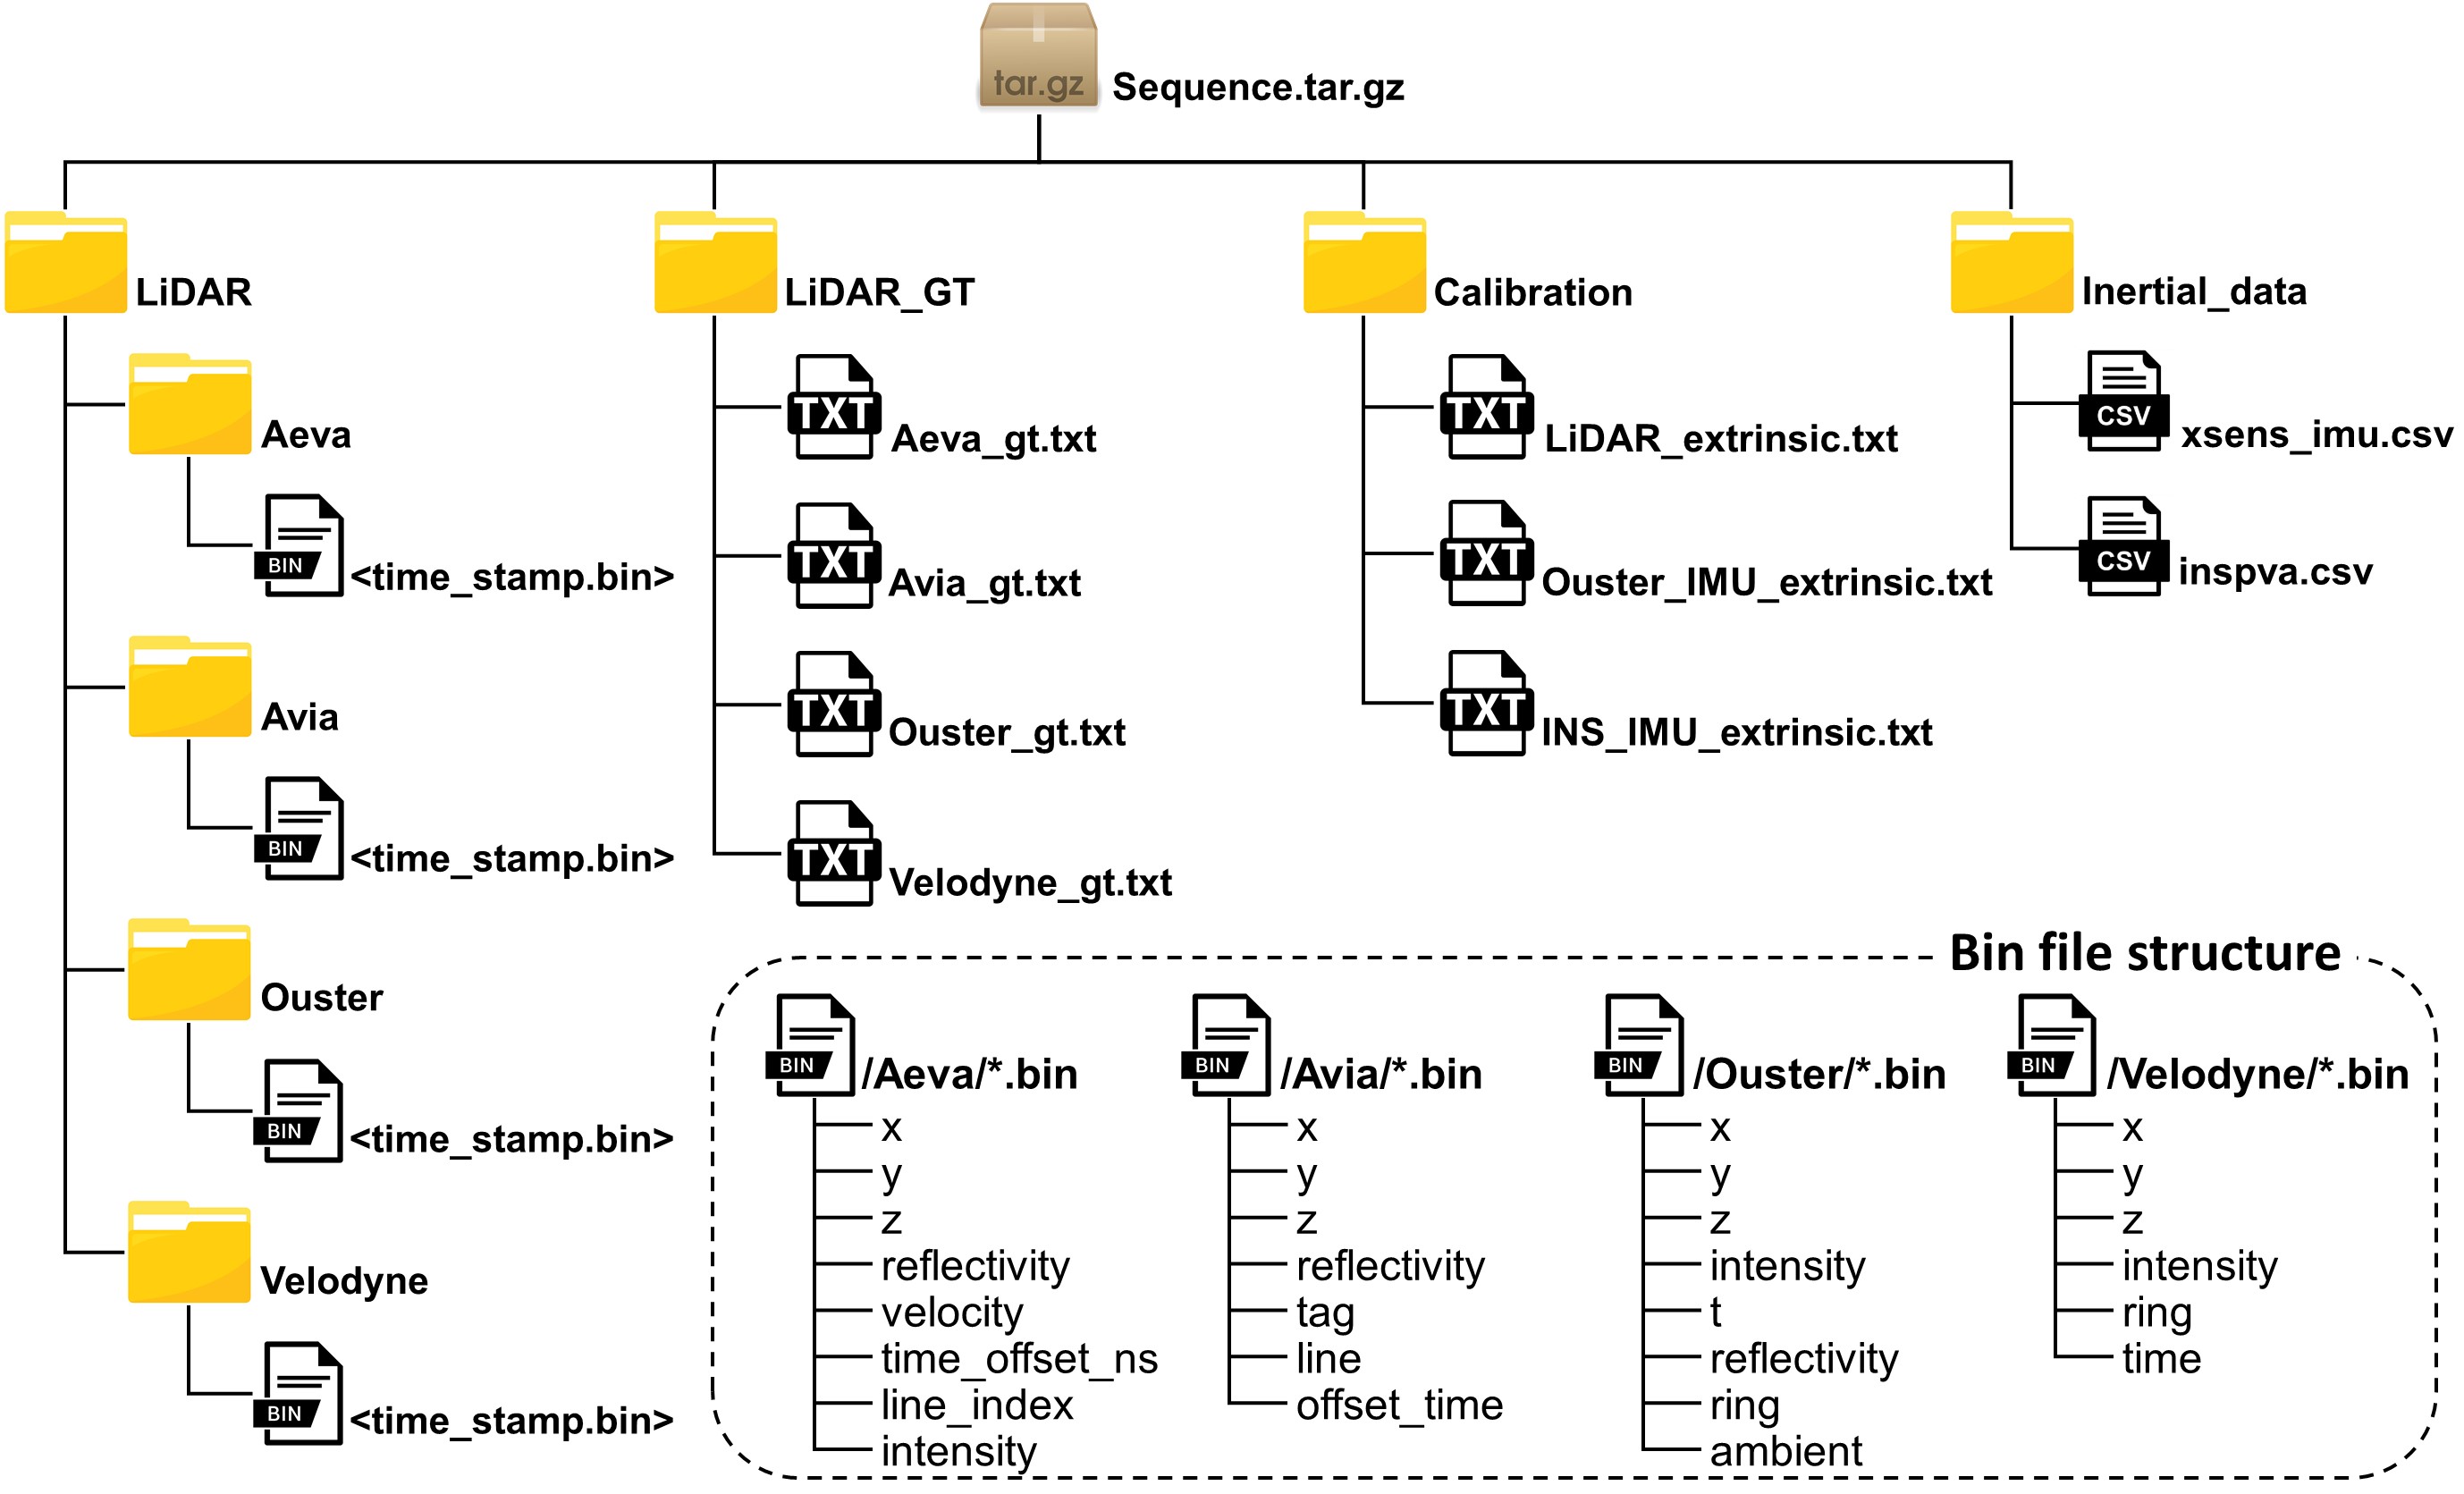 tar.gz
Sequence.tar.gz
LiDAR
Aeva
BIN
<time_stamp.bin>
Avia
BIN
<time_stamp.bin>
Ouster
BIN
<time_stamp.bin>
Velodyne
BIN
<time_stamp.bin>
LiDAR_GT
TXT
Aeva_gt.txt
TXT
Avia_gt.txt
TXT
Ouster_gt.txt
TXT
Velodyne_gt.txt
Calibration
TXT
LiDAR_extrinsic.txt
TXT
Ouster_IMU_extrinsic.txt
TXT
INS_IMU_extrinsic.txt
Inertial_data
CSV
xsens_imu.csv
CSV
inspva.csv
Bin file structure
BIN
/Aeva/*.bin
x
y
z
reflectivity
velocity
time_offset_ns
line_index
intensity
BIN
/Avia/*.bin
x
y
z
reflectivity
tag
line
offset_time
BIN
/Ouster/*.bin
x
y
z
intensity
t
reflectivity
ring
ambient
BIN
/Velodyne/*.bin
x
y
z
intensity
ring
time